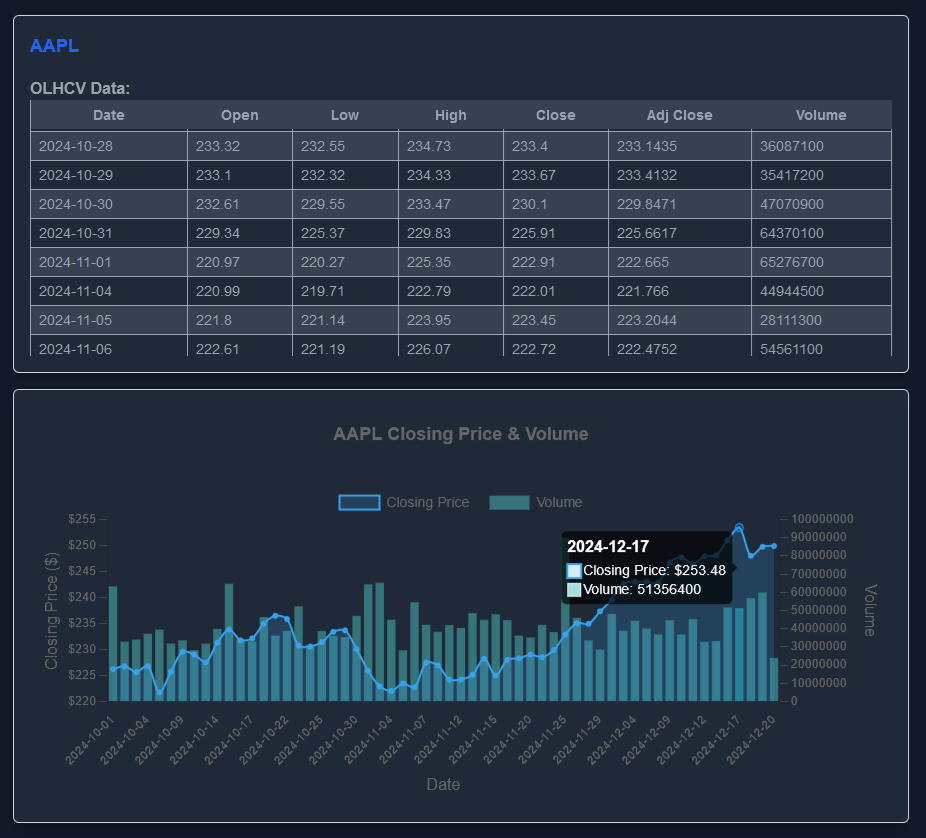 AAPL
OLHCV Data:
Date Open Low High Close Adj Close Volume
2024-10-28 233.32 232.55 234.73 233.4 233.1435 36087100
2024-10-29 233.1 232.32 234.33 233.67 233.4132 35417200
2024-10-30 232.61 229.55 233.47 230.1 229.8471 47070900
2024-10-31 229.34 225.37 229.83 225.91 225.6617 64370100
2024-11-01 220.97 220.27 225.35 222.91 222.665 65276700
2024-11-04 220.99 219.71 222.79 222.01 221.766 44944500
2024-11-05 221.8 221.14 223.95 223.45 223.2044 28111300
2024-11-06 222.61 221.19 226.07 222.72 222.4752 54561100
AAPL Closing Price & Volume
Closing Price Volume
$255
$250
$245
$240
$235
$230
$225
$220
Closing Price ($)
2024-12-17
Closing Price: $253.48
Volume: 51356400
100000000
90000000
80000000
70000000
60000000
50000000
40000000
30000000
20000000
10000000
0
Volume
2024-10-01
2024-10-04
2024-10-09
2024-10-14
2024-10-17
2024-10-22
2024-10-25
2024-10-30
2024-11-04
2024-11-07
2024-11-12
2024-11-15
2024-11-20
2024-11-25
2024-11-29
2024-12-04
2024-12-09
2024-12-12
2024-12-17
2024-12-20
Date